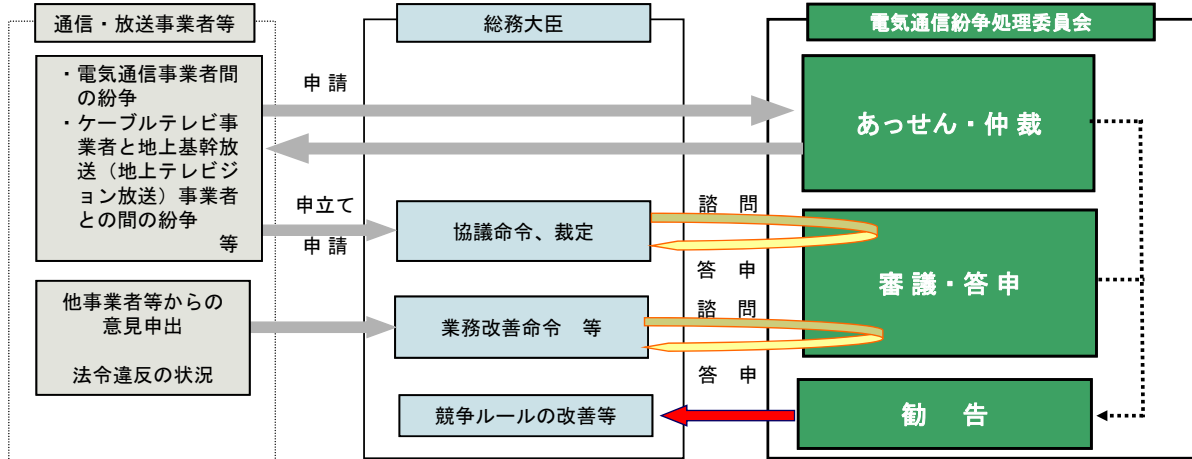 通信・放送事業者等
総務大臣
電気通信紛争処理委員会
・電気通信事業者間
の紛争
・ケーブルテレビ事
業者と地上基幹放
送（地上テレビジ
ョン放送）事業者
との間の紛争
等
申 請
あっせん・仲 裁
申立て
申 請
協議命令、裁定
諮 問
答 申
審 議・答 申
他事業者等からの
意見申出
法令違反の状況
業務改善命令　等
諮 問
答 申
競争ルールの改善等
勧 告